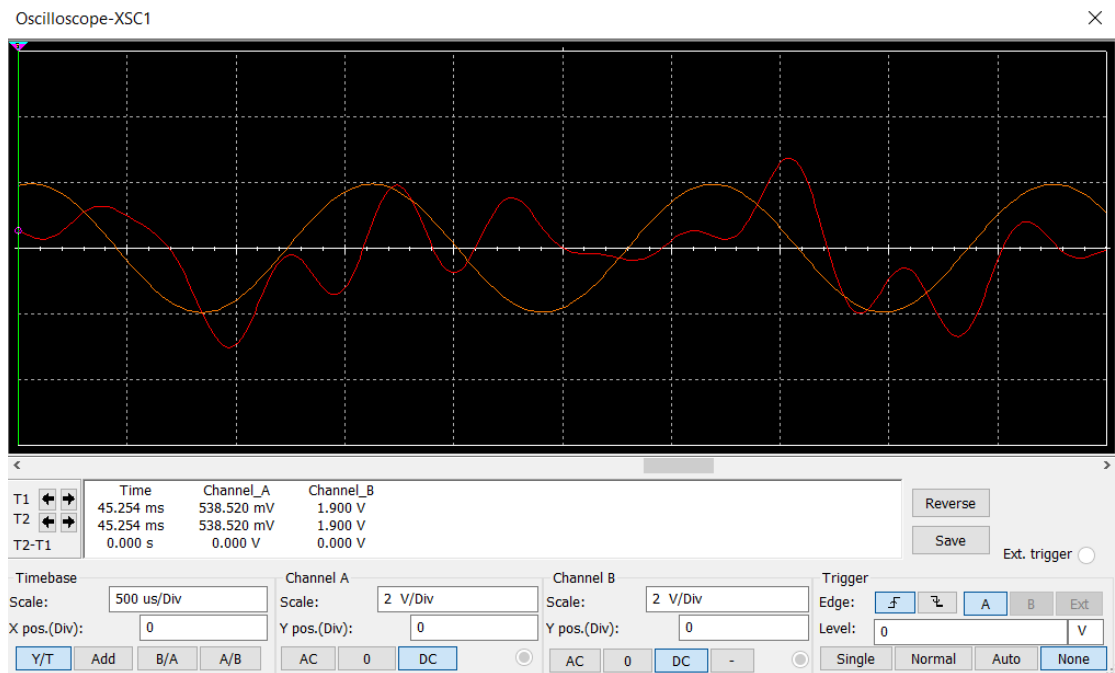 Oscilloscope-XSC1
Time Channel_A Channel_B
T1 45.254 ms 538.520 mV 1.900 V
T2 45.254 ms 538.520 mV 1.900 V
T2-T1 0.000 s 0.000 V 0.000 V
Reverse
Save
Ext. trigger
Timebase
Scale: 500 us/Div
X pos.(Div): 0
Y/T Add B/A A/B
Channel A
Scale: 2 V/Div
Y pos.(Div): 0
AC 0 DC
Channel B
Scale: 2 V/Div
Y pos.(Div): 0
AC 0 DC -
Trigger
Edge: A B Ext
Level: 0 V
Single Normal Auto None